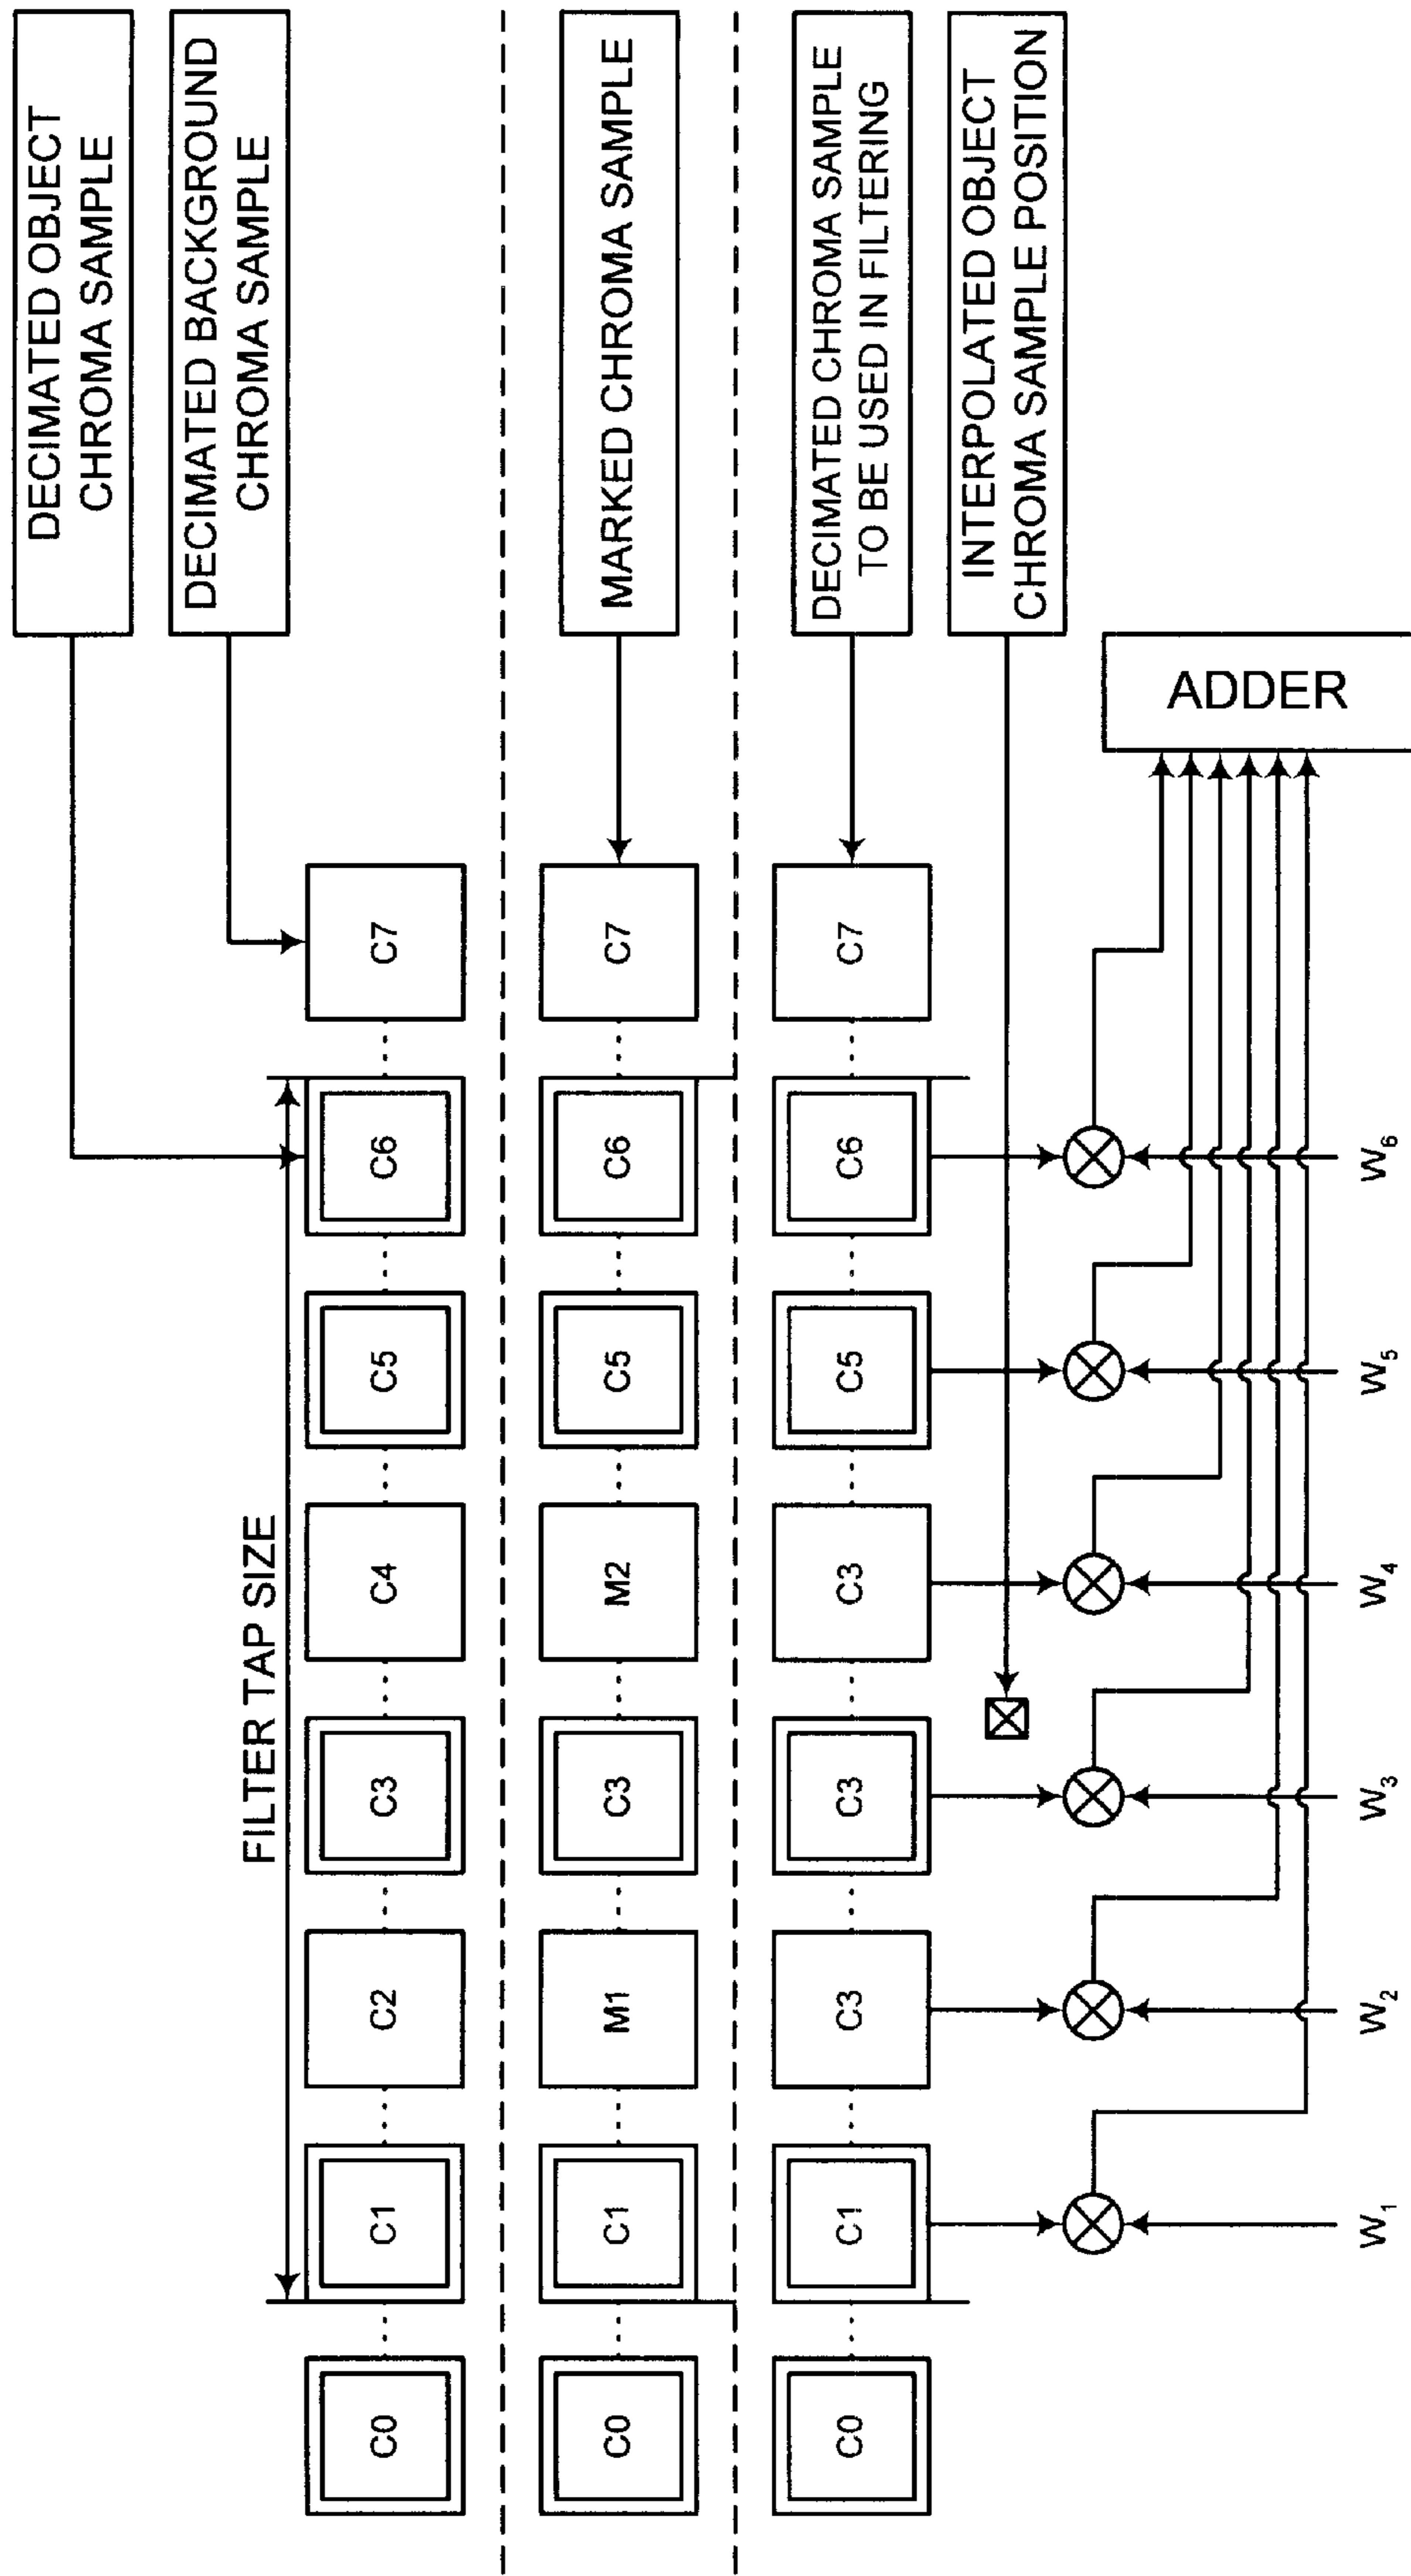 DECIMATED OBJECT
CHROMA SAMPLE
DECIMATED BACKGROUND
CHROMA SAMPLE
FILTER TAP SIZE
C0 C1 C2 C3 C4 C5 C6 C7
MARKED CHROMA SAMPLE
C0 C1 M1 C3 M2 C5 C6 C7
DECIMATED CHROMA SAMPLE
TO BE USED IN FILTERING
C0 C1 C3 C3 C3 C5 C6 C7
INTERPOLATED OBJECT
CHROMA SAMPLE POSITION
ADDER
W1 W2 W3 W4 W5 W6